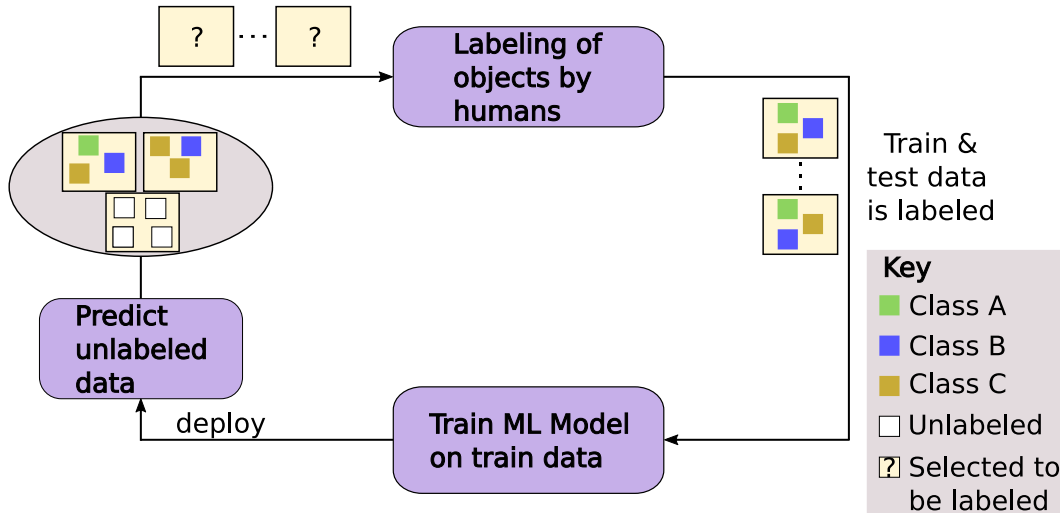 ? ... ?
Labeling of
objects by
humans
Train &
test data
is labeled
Predict
unlabeled
data
deploy
Train ML Model
on train data
Key
Class A
Class B
Class C
Unlabeled
? Selected to
be labeled